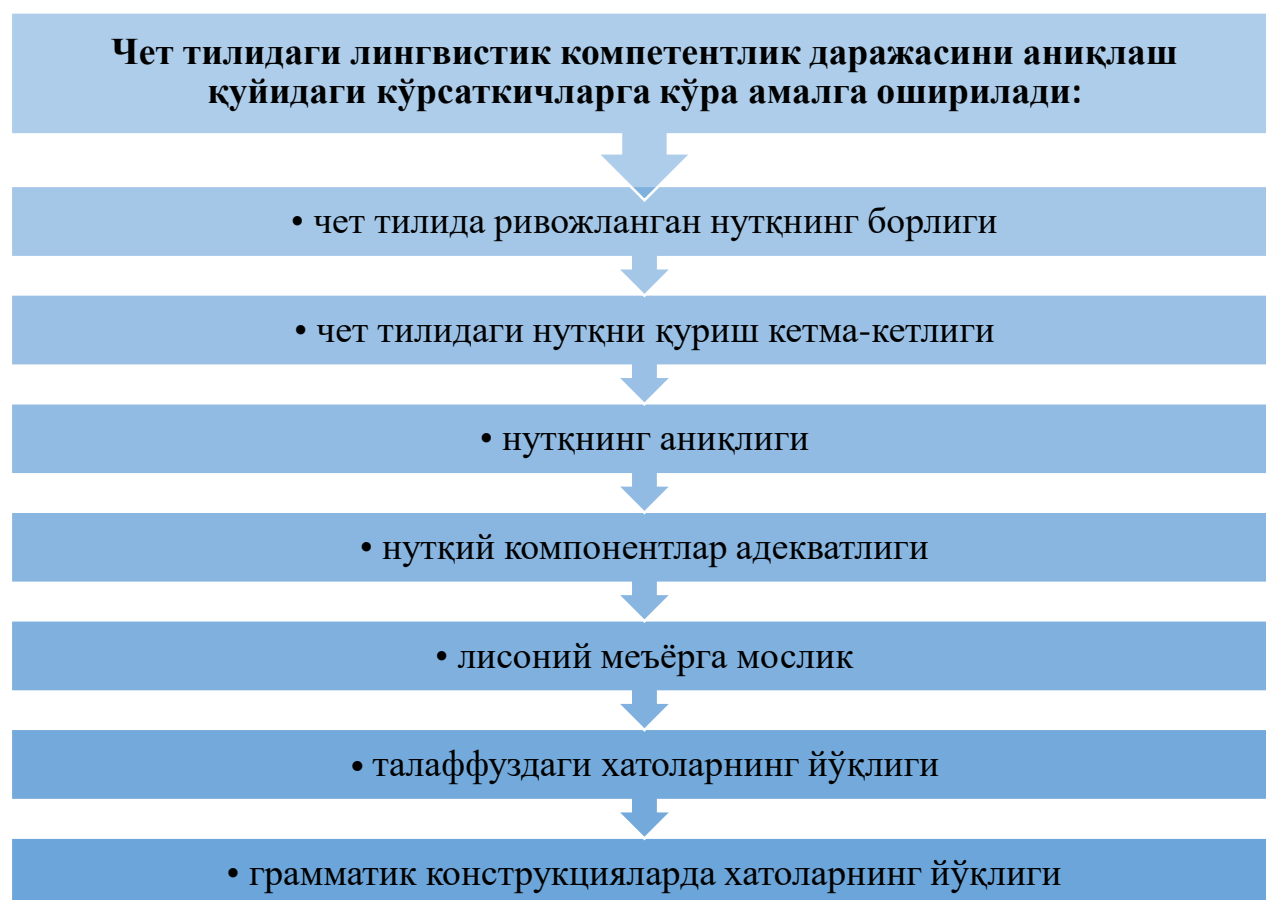 Чет тилидаги лингвистик компетентлик даражасини аниқлаш
қуйидаги кўрсаткичларга кўра амалга оширилади:
• чет тилида ривожланган нутқнинг борлиги
• чет тилидаги нутқни қуриш кетма-кетлиги
• нутқнинг аниқлиги
• нутқий компонентлар адекватлиги
• лисоний меъёрга мослик
• талаффуздаги хатоларнинг йўқлиги
• грамматик конструкцияларда хатоларнинг йўқлиги